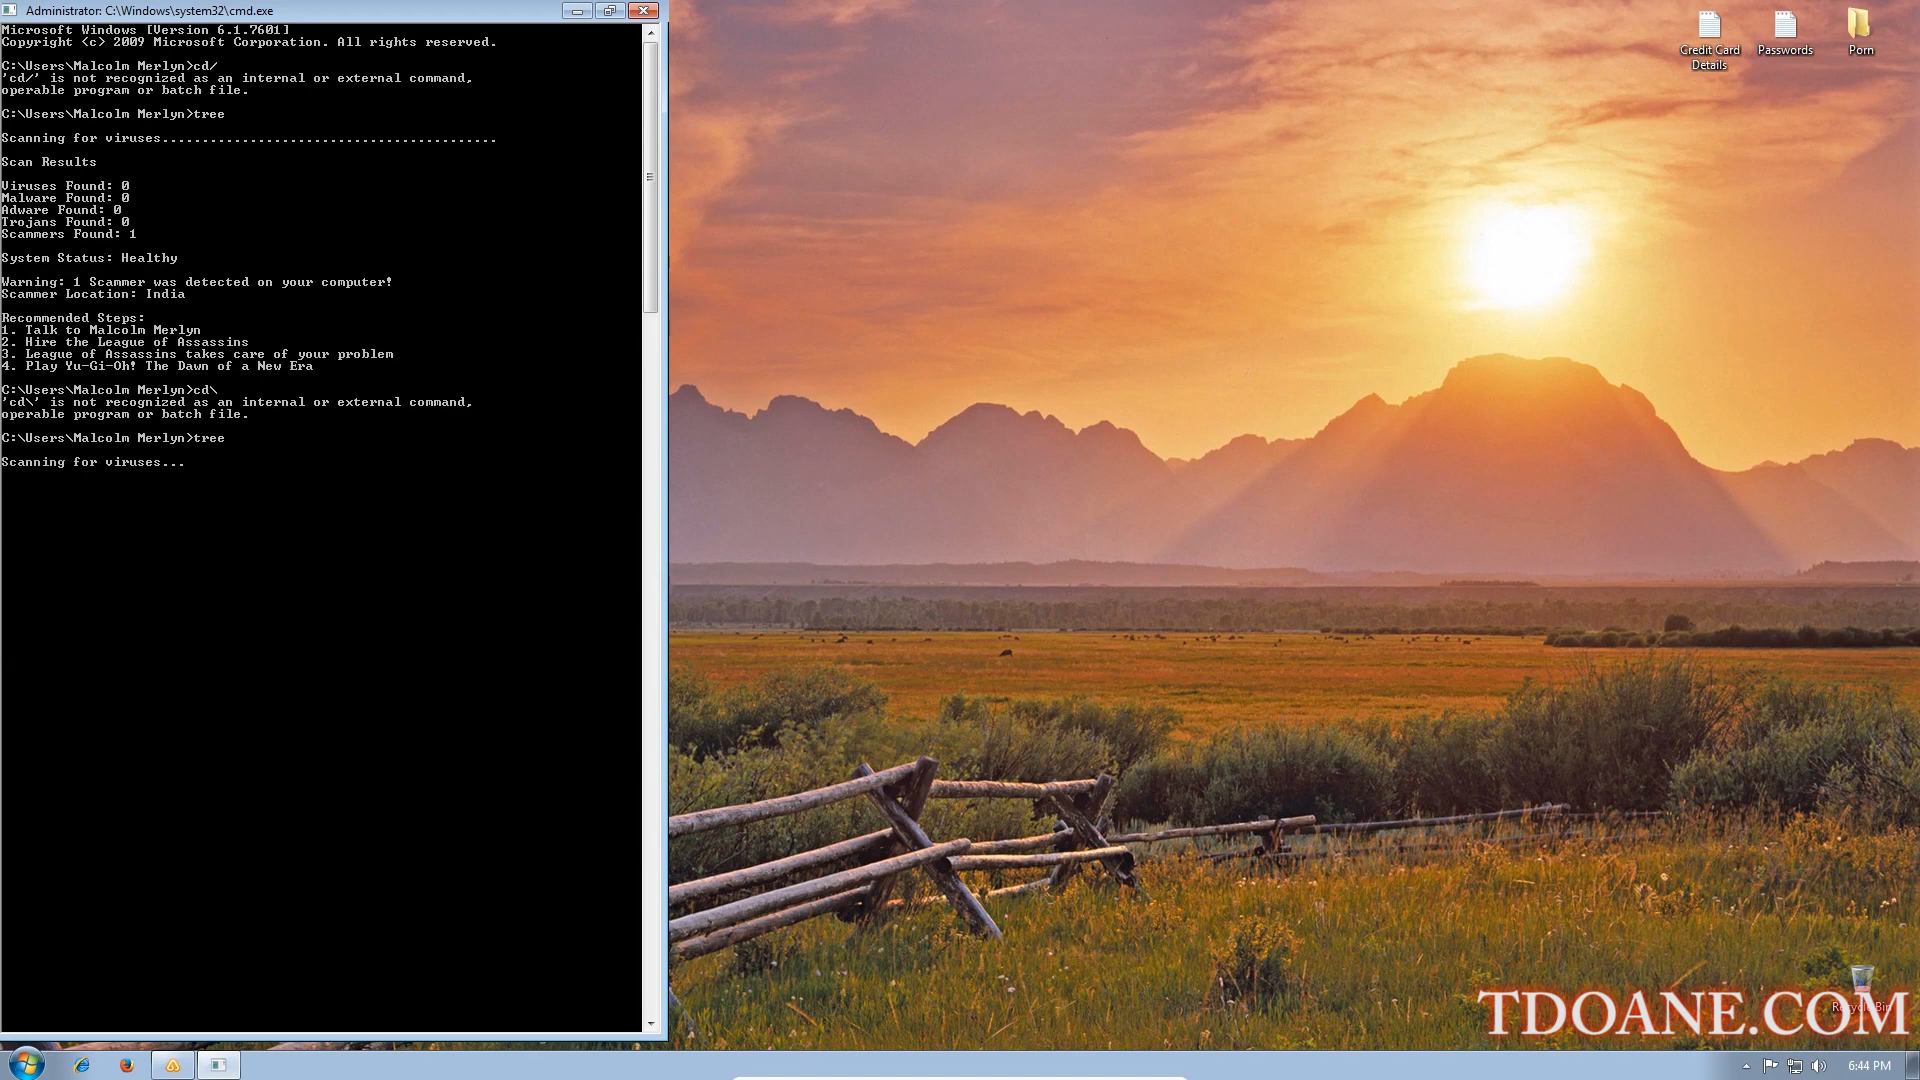 Administrator: C:\Windows\system32\cmd.exe
Microsoft Windows [Version 6.1.7601]
Copyright <c> 2009 Microsoft Corporation. All rights reserved.
C:\Users\Malcolm Merlyn>cd/
'cd/' is not recognized as an internal or external command,
operable program or batch file.
C:\Users\Malcolm Merlyn>tree
Scanning for viruses..........................................
Scan Results
Viruses Found: 0
Malware Found: 0
Adware Found: 0
Trojans Found: 0
Scammers Found: 1
System Status: Healthy
Warning: 1 Scammer was detected on your computer!
Scammer Location: India
Recommended Steps:
1. Talk to Malcolm Merlyn
2. Hire the League of Assassins
3. League of Assassins takes care of your problem
4. Play Yu-Gi-Oh! The Dawn of a New Era
C:\Users\Malcolm Merlyn>cd\
'cd\' is not recognized as an internal or external command,
operable program or batch file.
C:\Users\Malcolm Merlyn>tree
Scanning for viruses...
Credit Card
Details
Passwords
Porn
Recycle Bin
TDOANE.COM
6:44 PM